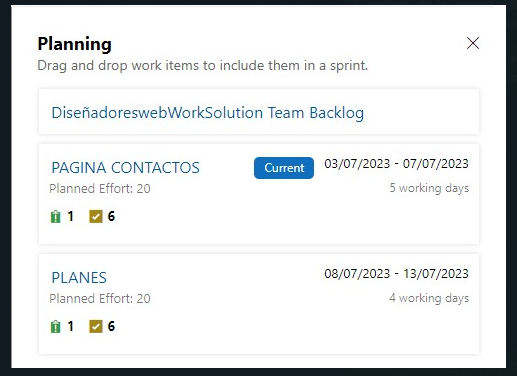 Planning
Drag and drop work items to include them in a sprint.
DiseñadoreswebWorkSolution Team Backlog
PAGINA CONTACTOS Current 03/07/2023 - 07/07/2023
Planned Effort: 20 5 working days
1 6
PLANES 08/07/2023 - 13/07/2023
Planned Effort: 20 4 working days
1 6